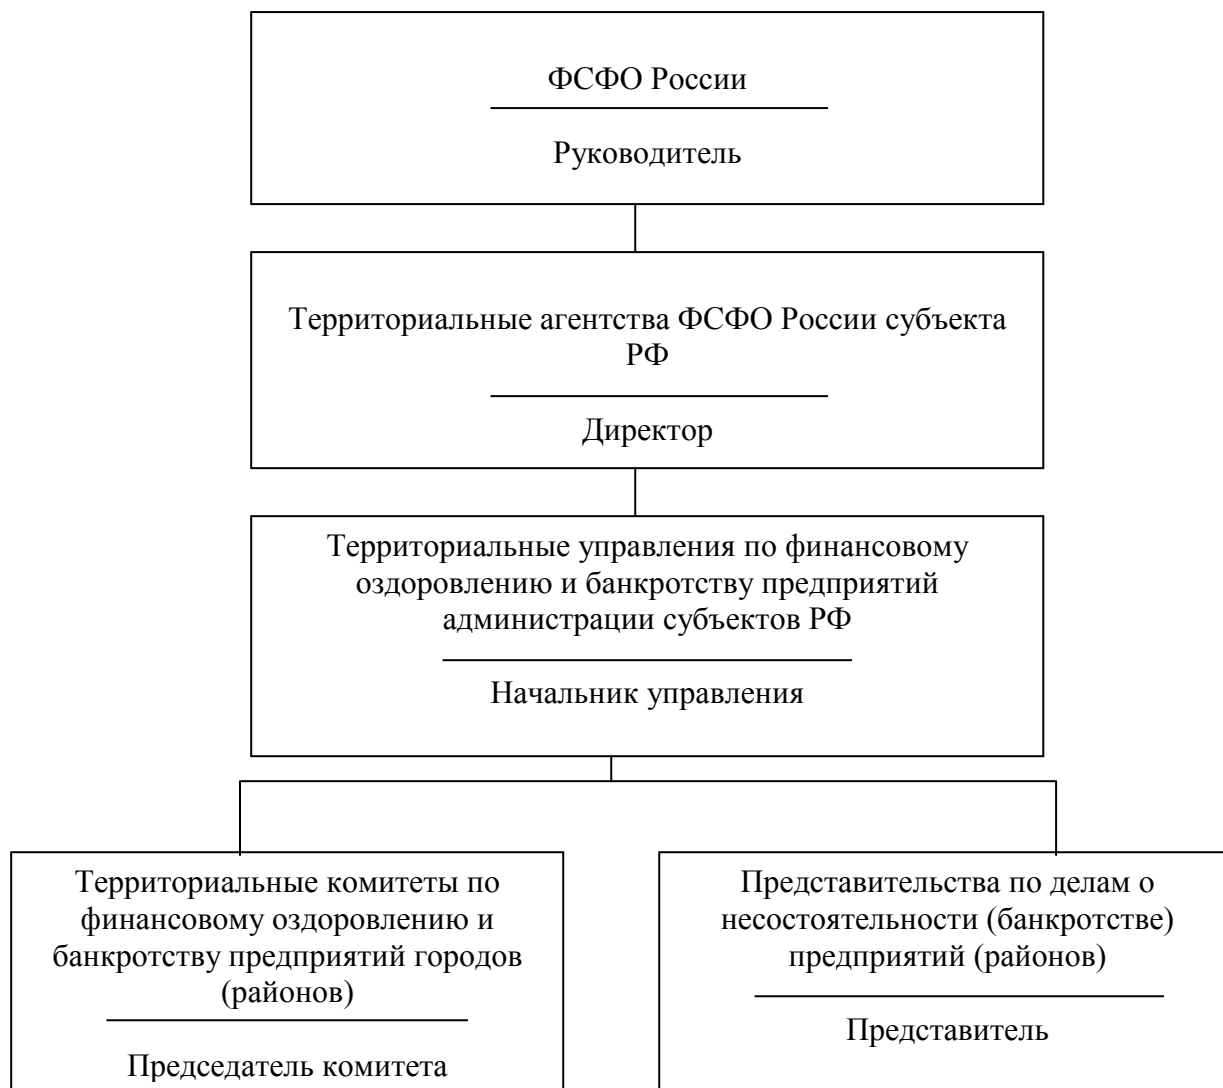 ФСФО России
Руководитель
Территориальные агентства ФСФО России субъекта
РФ
Директор
Территориальные управления по финансовому
оздоровлению и банкротству предприятий
администрации субъектов РФ
Начальник управления
Территориальные комитеты по
финансовому оздоровлению и
банкротству предприятий городов
(районов)
Председатель комитета
Представительства по делам о
несостоятельности (банкротстве)
предприятий (районов)
Представитель